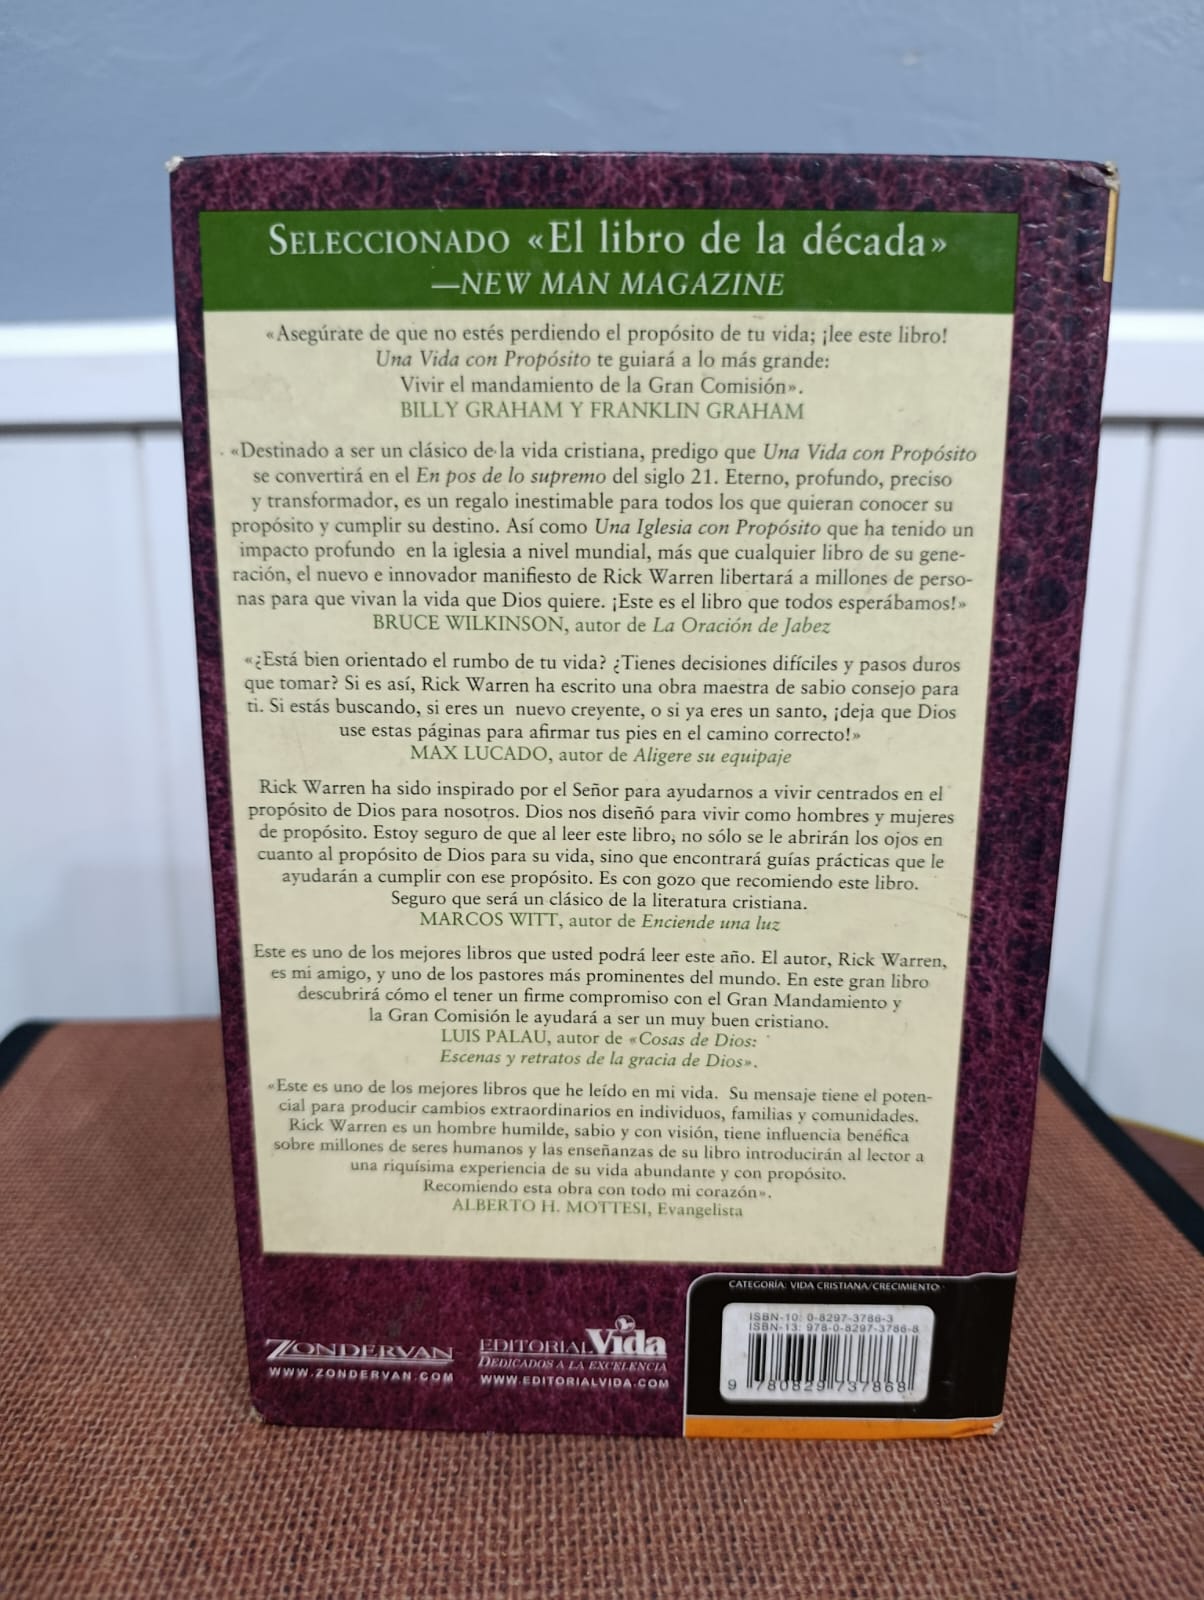 SELECCIONADO «El libro de la década»
—NEW MAN MAGAZINE
«Asegúrate de que no estés perdiendo el propósito de tu vida; ¡lee este libro!
Una Vida con Propósito te guiará a lo más grande:
Vivir el mandamiento de la Gran Comisión».
BILLY GRAHAM Y FRANKLIN GRAHAM
«Destinado a ser un clásico de la vida cristiana, predigo que Una Vida con Propósito
se convertirá en el En pos de lo supremo del siglo 21. Eterno, profundo, preciso
y transformador, es un regalo inestimable para todos los que quieran conocer su
propósito y cumplir su destino. Así como Una Iglesia con Propósito que ha tenido un
impacto profundo en la iglesia a nivel mundial, más que cualquier libro de su gene-
ración, el nuevo e innovador manifiesto de Rick Warren libertará a millones de perso-
nas para que vivan la vida que Dios quiere. ¡Este es el libro que todos esperábamos!»
BRUCE WILKINSON, autor de La Oración de Jabez
«¿Está bien orientado el rumbo de tu vida? ¿Tienes decisiones difíciles y pasos duros
que tomar? Si es así, Rick Warren ha escrito una obra maestra de sabio consejo para
ti. Si estás buscando, si eres un nuevo creyente, o si ya eres un santo, ¡deja que Dios
use estas páginas para afirmar tus pies en el camino correcto!»
MAX LUCADO, autor de Aligere su equipaje
Rick Warren ha sido inspirado por el Señor para ayudarnos a vivir centrados en el
propósito de Dios para nosotros. Dios nos diseñó para vivir como hombres y mujeres
de propósito. Estoy seguro de que al leer este libro, no sólo se le abrirán los ojos en
cuanto al propósito de Dios para su vida, sino que encontrará guías prácticas que le
ayudarán a cumplir con ese propósito. Es con gozo que recomiendo este libro.
Seguro que será un clásico de la literatura cristiana.
MARCOS WITT, autor de Enciende una luz
Este es uno de los mejores libros que usted podrá leer este año. El autor, Rick Warren,
es mi amigo, y uno de los pastores más prominentes del mundo. En este gran libro
descubrirá cómo el tener un firme compromiso con el Gran Mandamiento y
la Gran Comisión le ayudará a ser un muy buen cristiano.
LUIS PALAU, autor de «Cosas de Dios:
Escenas y retratos de la gracia de Dios».
«Este es uno de los mejores libros que he leído en mi vida. Su mensaje tiene el poten-
cial para producir cambios extraordinarios en individuos, familias y comunidades.
Rick Warren es un hombre humilde, sabio y con visión, tiene influencia benéfica
sobre millones de seres humanos y las enseñanzas de su libro introducirán al lector a
una riquísima experiencia de su vida abundante y con propósito.
Recomiendo esta obra con todo mi corazón».
ALBERTO H. MOTTESI, Evangelista
ZONDERVAN
WWW.ZONDERVAN.COM
EDITORIAL Vida
DEDICADOS A LA EXCELENCIA
WWW.EDITORIALVIDA.COM
CATEGORÍA: VIDA CRISTIANA/CRECIMIENTO
ISBN-10: 0-8297-3786-3
ISBN-13: 978-0-8297-3786-8
9 780829 737868